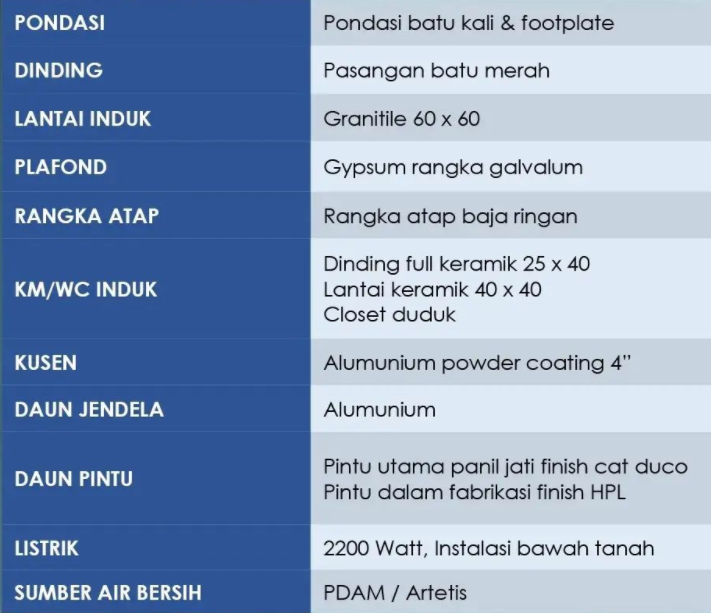 PONDASI
Pondasi batu kali & footplate
DINDING
Pasangan batu merah
LANTAI INDUK
Granitile 60 x 60
PLAFOND
Gypsum rangka galvalum
RANGKA ATAP
Rangka atap baja ringan
KM/WC INDUK
Dinding full keramik 25 x 40
Lantai keramik 40 x 40
Closet duduk
KUSEN
Alumunium powder coating 4”
DAUN JENDELA
Alumunium
DAUN PINTU
Pintu utama panil jati finish cat duco
Pintu dalam fabrikasi finish HPL
LISTRIK
2200 Watt, Instalasi bawah tanah
SUMBER AIR BERSIH
PDAM / Artetis